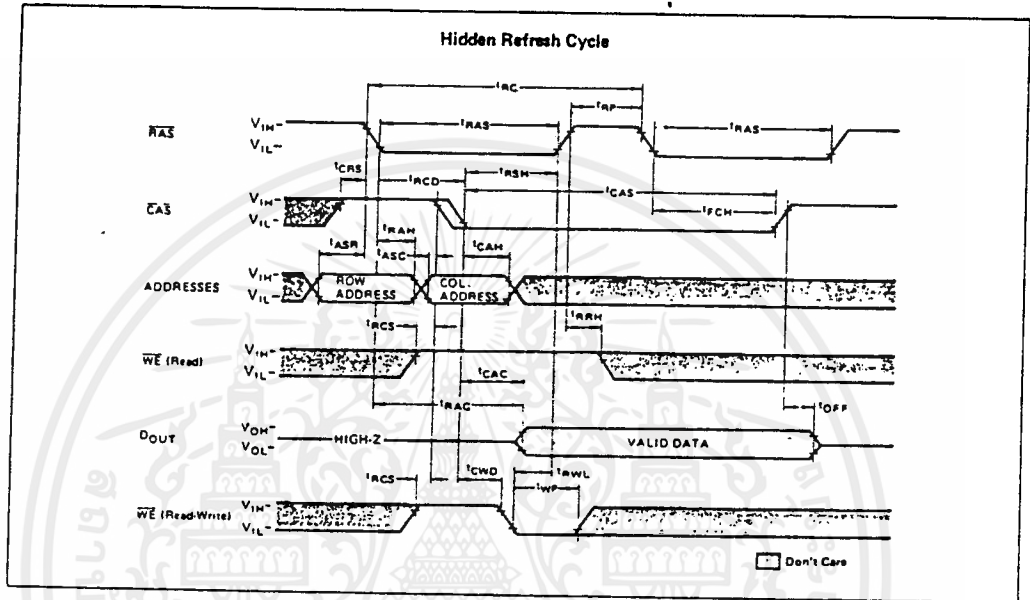 Hidden Refresh Cycle
tRC
tRP
RAS VIH- tRAS tRAS
VIL-
tCRS tRCD tRSH tCAS
CAS VIH- tFCH
VIL-
tRAH
tASR tASC tCAH
ADDRESSES VIH- ROW ADDRESS COL. ADDRESS
VIL-
tRCS tRRH
WE (Read) VIH-
VIL-
tCAC
tRAC tOFF
DOUT VOH- HIGH-Z VALID DATA
VOL-
tRCS tCWD tRWL
tWP
WE (Read-Write) VIH-
VIL-
Don't Care